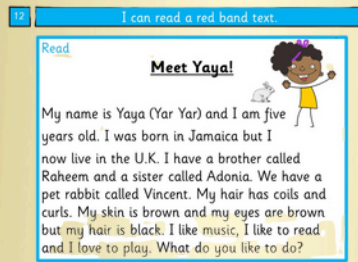 12
I can read a red band text.
Read
Meet Yaya!
My name is Yaya (Yar Yar) and I am five
years old. I was born in Jamaica but I
now live in the U.K. I have a brother called
Raheem and a sister called Adonia. We have a
pet rabbit called Vincent. My hair has coils and
curls. My skin is brown and my eyes are brown
but my hair is black. I like music, I like to read
and I love to play. What do you like to do?